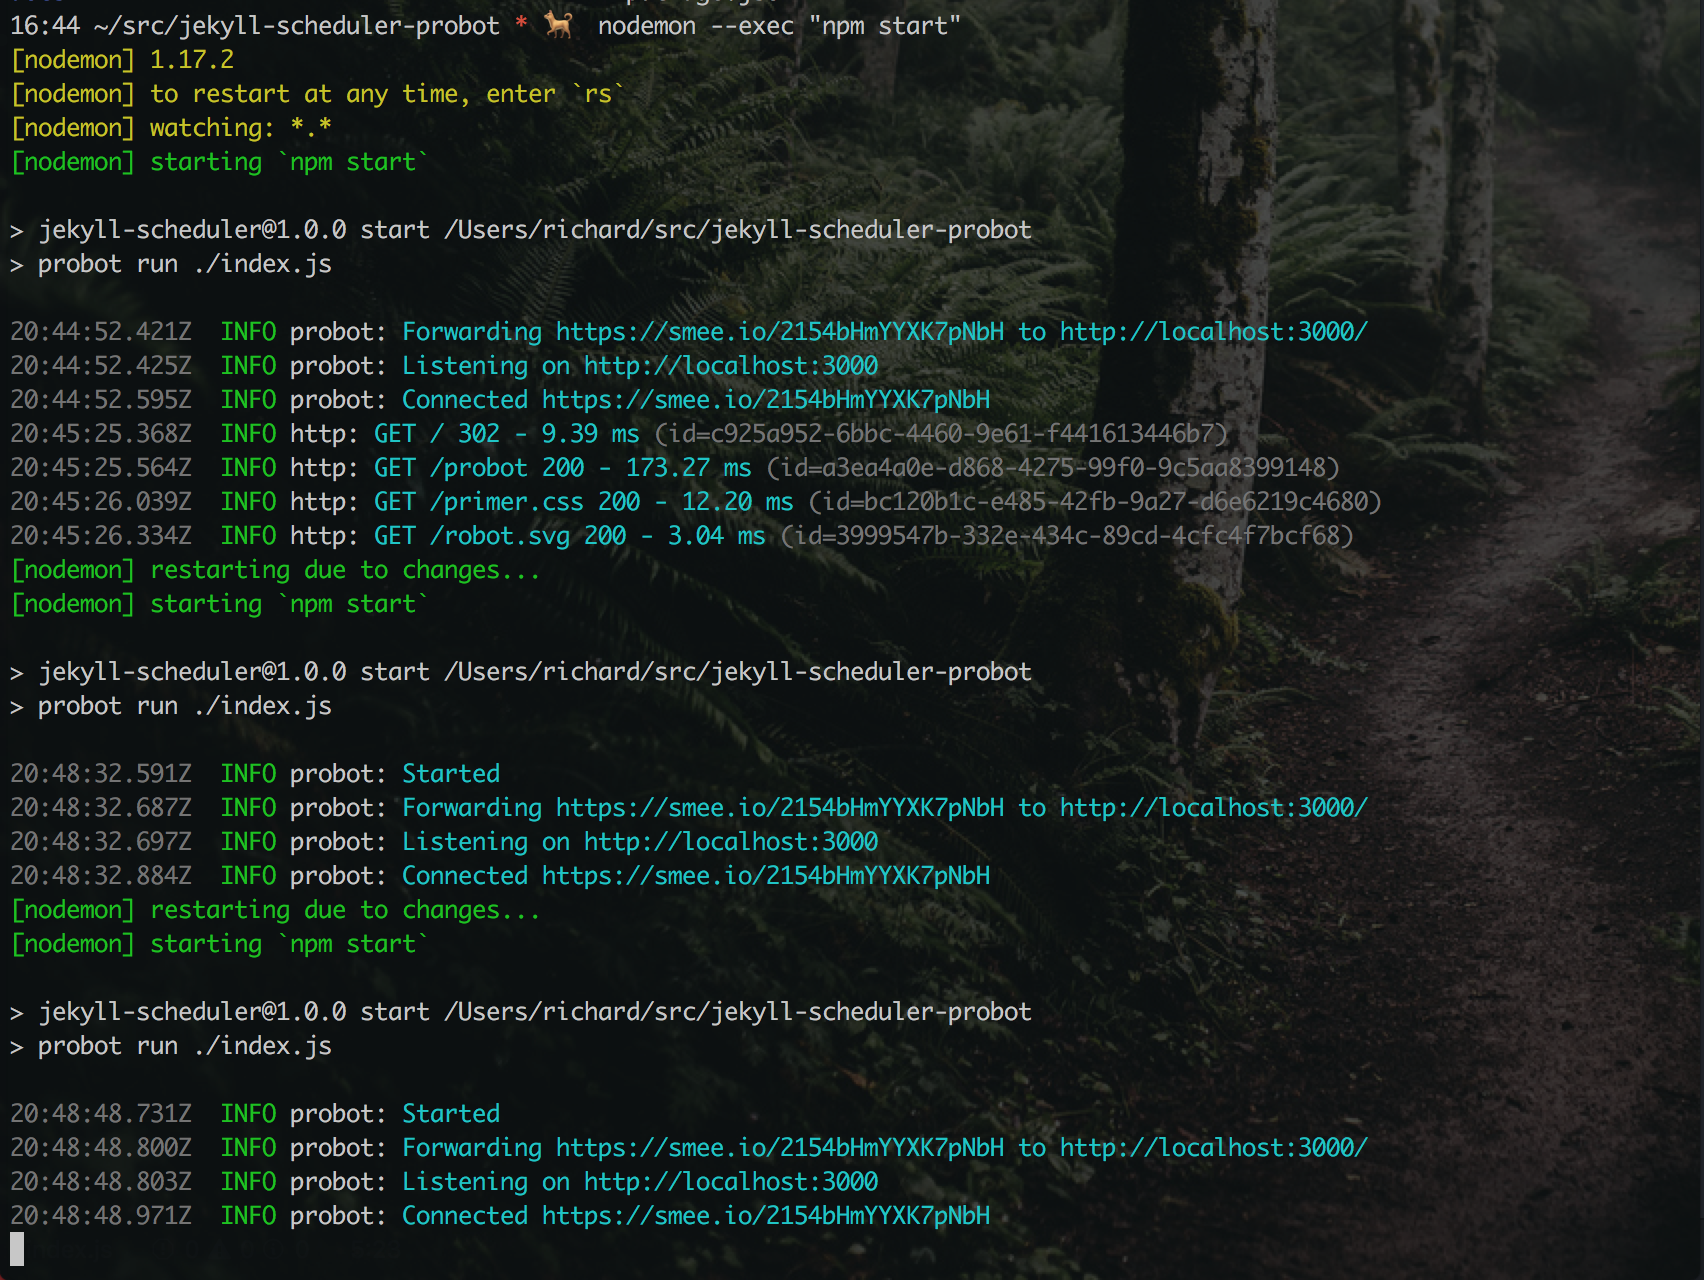 16:44 ~/src/jekyll-scheduler-probot * 🐕 nodemon --exec "npm start"
[nodemon] 1.17.2
[nodemon] to restart at any time, enter `rs`
[nodemon] watching: *.*
[nodemon] starting `npm start`
> jekyll-scheduler@1.0.0 start /Users/richard/src/jekyll-scheduler-probot
> probot run ./index.js
20:44:52.421Z  INFO probot: Forwarding https://smee.io/2154bHmYYXK7pNbH to http://localhost:3000/
20:44:52.425Z  INFO probot: Listening on http://localhost:3000
20:44:52.595Z  INFO probot: Connected https://smee.io/2154bHmYYXK7pNbH
20:45:25.368Z  INFO http: GET / 302 - 9.39 ms (id=c925a952-6bbc-4460-9e61-f441613446b7)
20:45:25.564Z  INFO http: GET /probot 200 - 173.27 ms (id=a3ea4a0e-d868-4275-99f0-9c5aa8399148)
20:45:26.039Z  INFO http: GET /primer.css 200 - 12.20 ms (id=bc120b1c-e485-42fb-9a27-d6e6219c4680)
20:45:26.334Z  INFO http: GET /robot.svg 200 - 3.04 ms (id=3999547b-332e-434c-89cd-4cfc4f7bcf68)
[nodemon] restarting due to changes...
[nodemon] starting `npm start`
> jekyll-scheduler@1.0.0 start /Users/richard/src/jekyll-scheduler-probot
> probot run ./index.js
20:48:32.591Z  INFO probot: Started
20:48:32.687Z  INFO probot: Forwarding https://smee.io/2154bHmYYXK7pNbH to http://localhost:3000/
20:48:32.697Z  INFO probot: Listening on http://localhost:3000
20:48:32.884Z  INFO probot: Connected https://smee.io/2154bHmYYXK7pNbH
[nodemon] restarting due to changes...
[nodemon] starting `npm start`
> jekyll-scheduler@1.0.0 start /Users/richard/src/jekyll-scheduler-probot
> probot run ./index.js
20:48:48.731Z  INFO probot: Started
20:48:48.800Z  INFO probot: Forwarding https://smee.io/2154bHmYYXK7pNbH to http://localhost:3000/
20:48:48.803Z  INFO probot: Listening on http://localhost:3000
20:48:48.971Z  INFO probot: Connected https://smee.io/2154bHmYYXK7pNbH